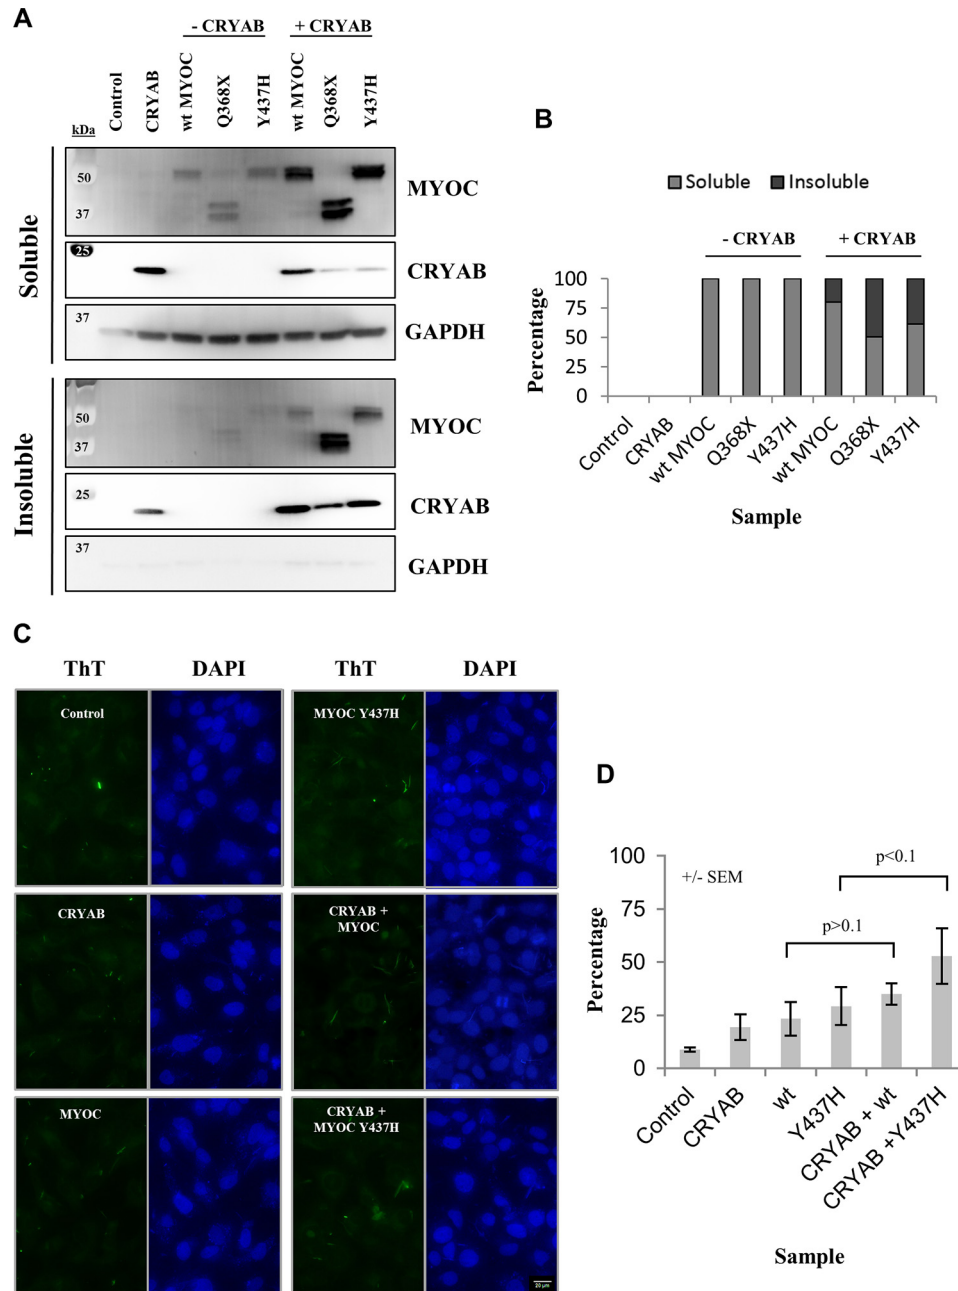 A
- CRYAB
+ CRYAB
Control
CRYAB
wt MYOC
Q368X
Y437H
wt MYOC
Q368X
Y437H
kDa
Soluble
50
37
MYOC
25
CRYAB
37
GAPDH
Insoluble
50
37
MYOC
25
CRYAB
37
GAPDH
B
Soluble
Insoluble
- CRYAB
+ CRYAB
Percentage
100
75
50
25
0
Control
CRYAB
wt MYOC
Q368X
Y437H
wt MYOC
Q368X
Y437H
Sample
C
ThT
DAPI
ThT
DAPI
Control
MYOC Y437H
CRYAB
CRYAB +
MYOC
MYOC
CRYAB +
MYOC Y437H
20 μm
D
Percentage
100
75
50
25
0
+/- SEM
p>0.1
p<0.1
Control
CRYAB
wt
Y437H
CRYAB + wt
CRYAB +Y437H
Sample